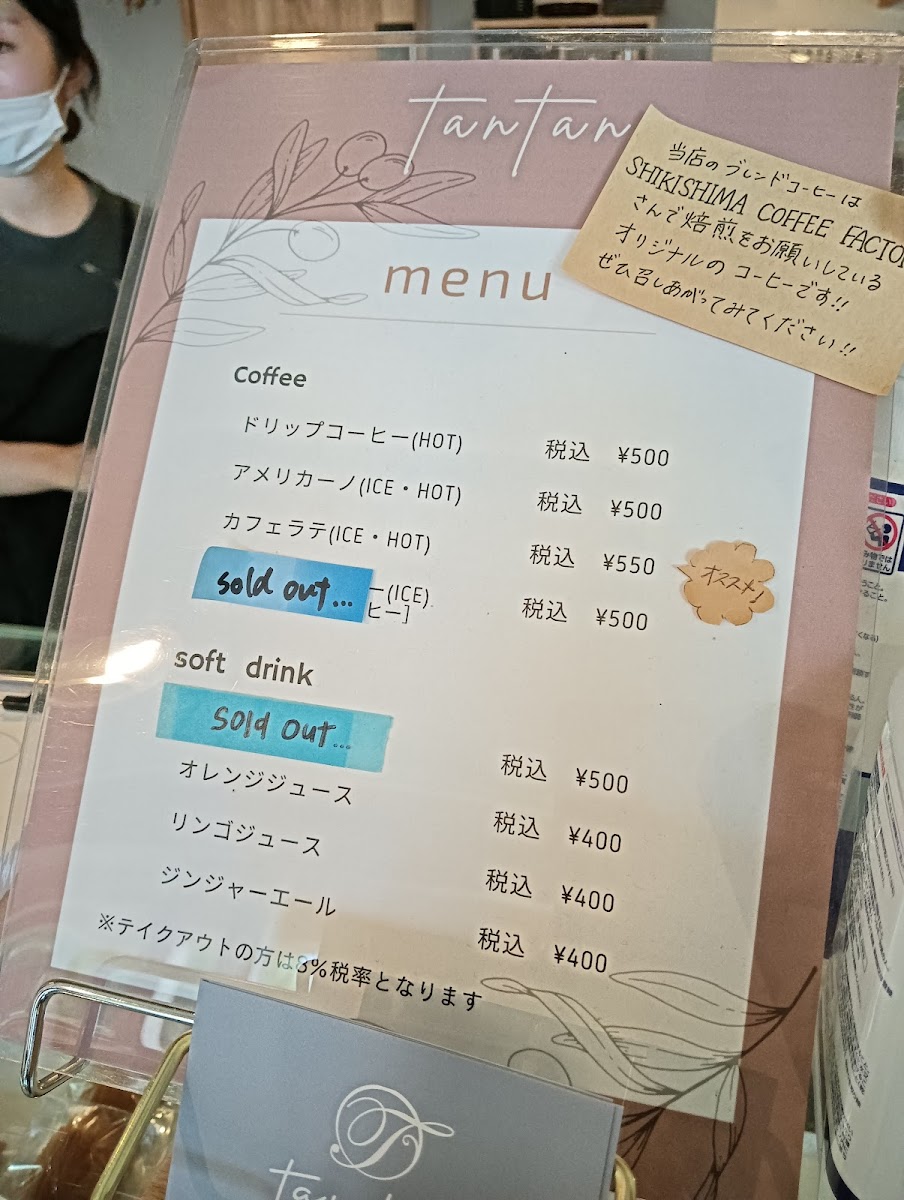 tantan
当店のブレンドコーヒーは
SHIKISHIMA COFFEE FACTO
さんで焙煎をお願いしている
オリジナルのコーヒーです!!
ぜひ召しあがってみてください!!
menu
Coffee
ドリップコーヒー(HOT) 税込 ¥500
アメリカーノ(ICE・HOT) 税込 ¥500
カフェラテ(ICE・HOT) 税込 ¥550
オススメ!
sold out... ー(ICE) 税込 ¥500
ヒー]
soft drink
Sold Out... 税込 ¥500
オレンジジュース 税込 ¥400
リンゴジュース 税込 ¥400
ジンジャーエール 税込 ¥400
※テイクアウトの方は8%税率となります